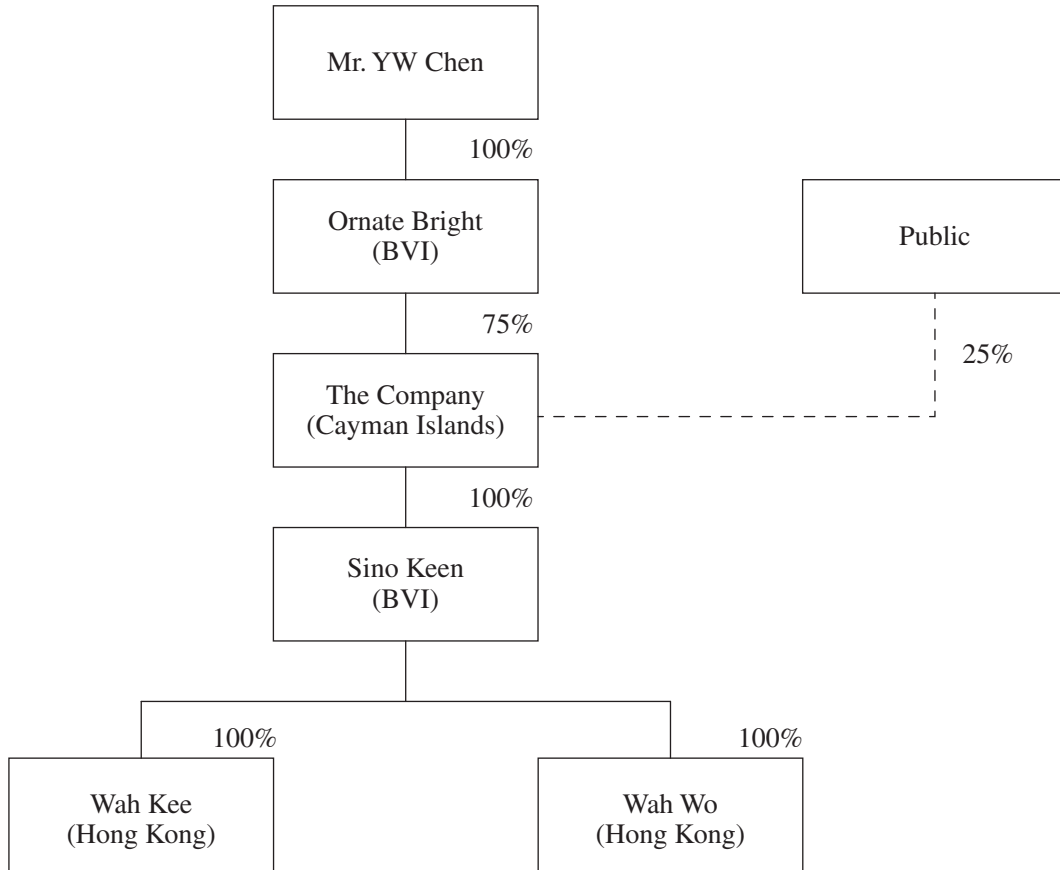 Mr. YW Chen
100%
Ornate Bright
(BVI)
Public
75%
25%
The Company
(Cayman Islands)
100%
Sino Keen
(BVI)
100%
100%
Wah Kee
(Hong Kong)
Wah Wo
(Hong Kong)